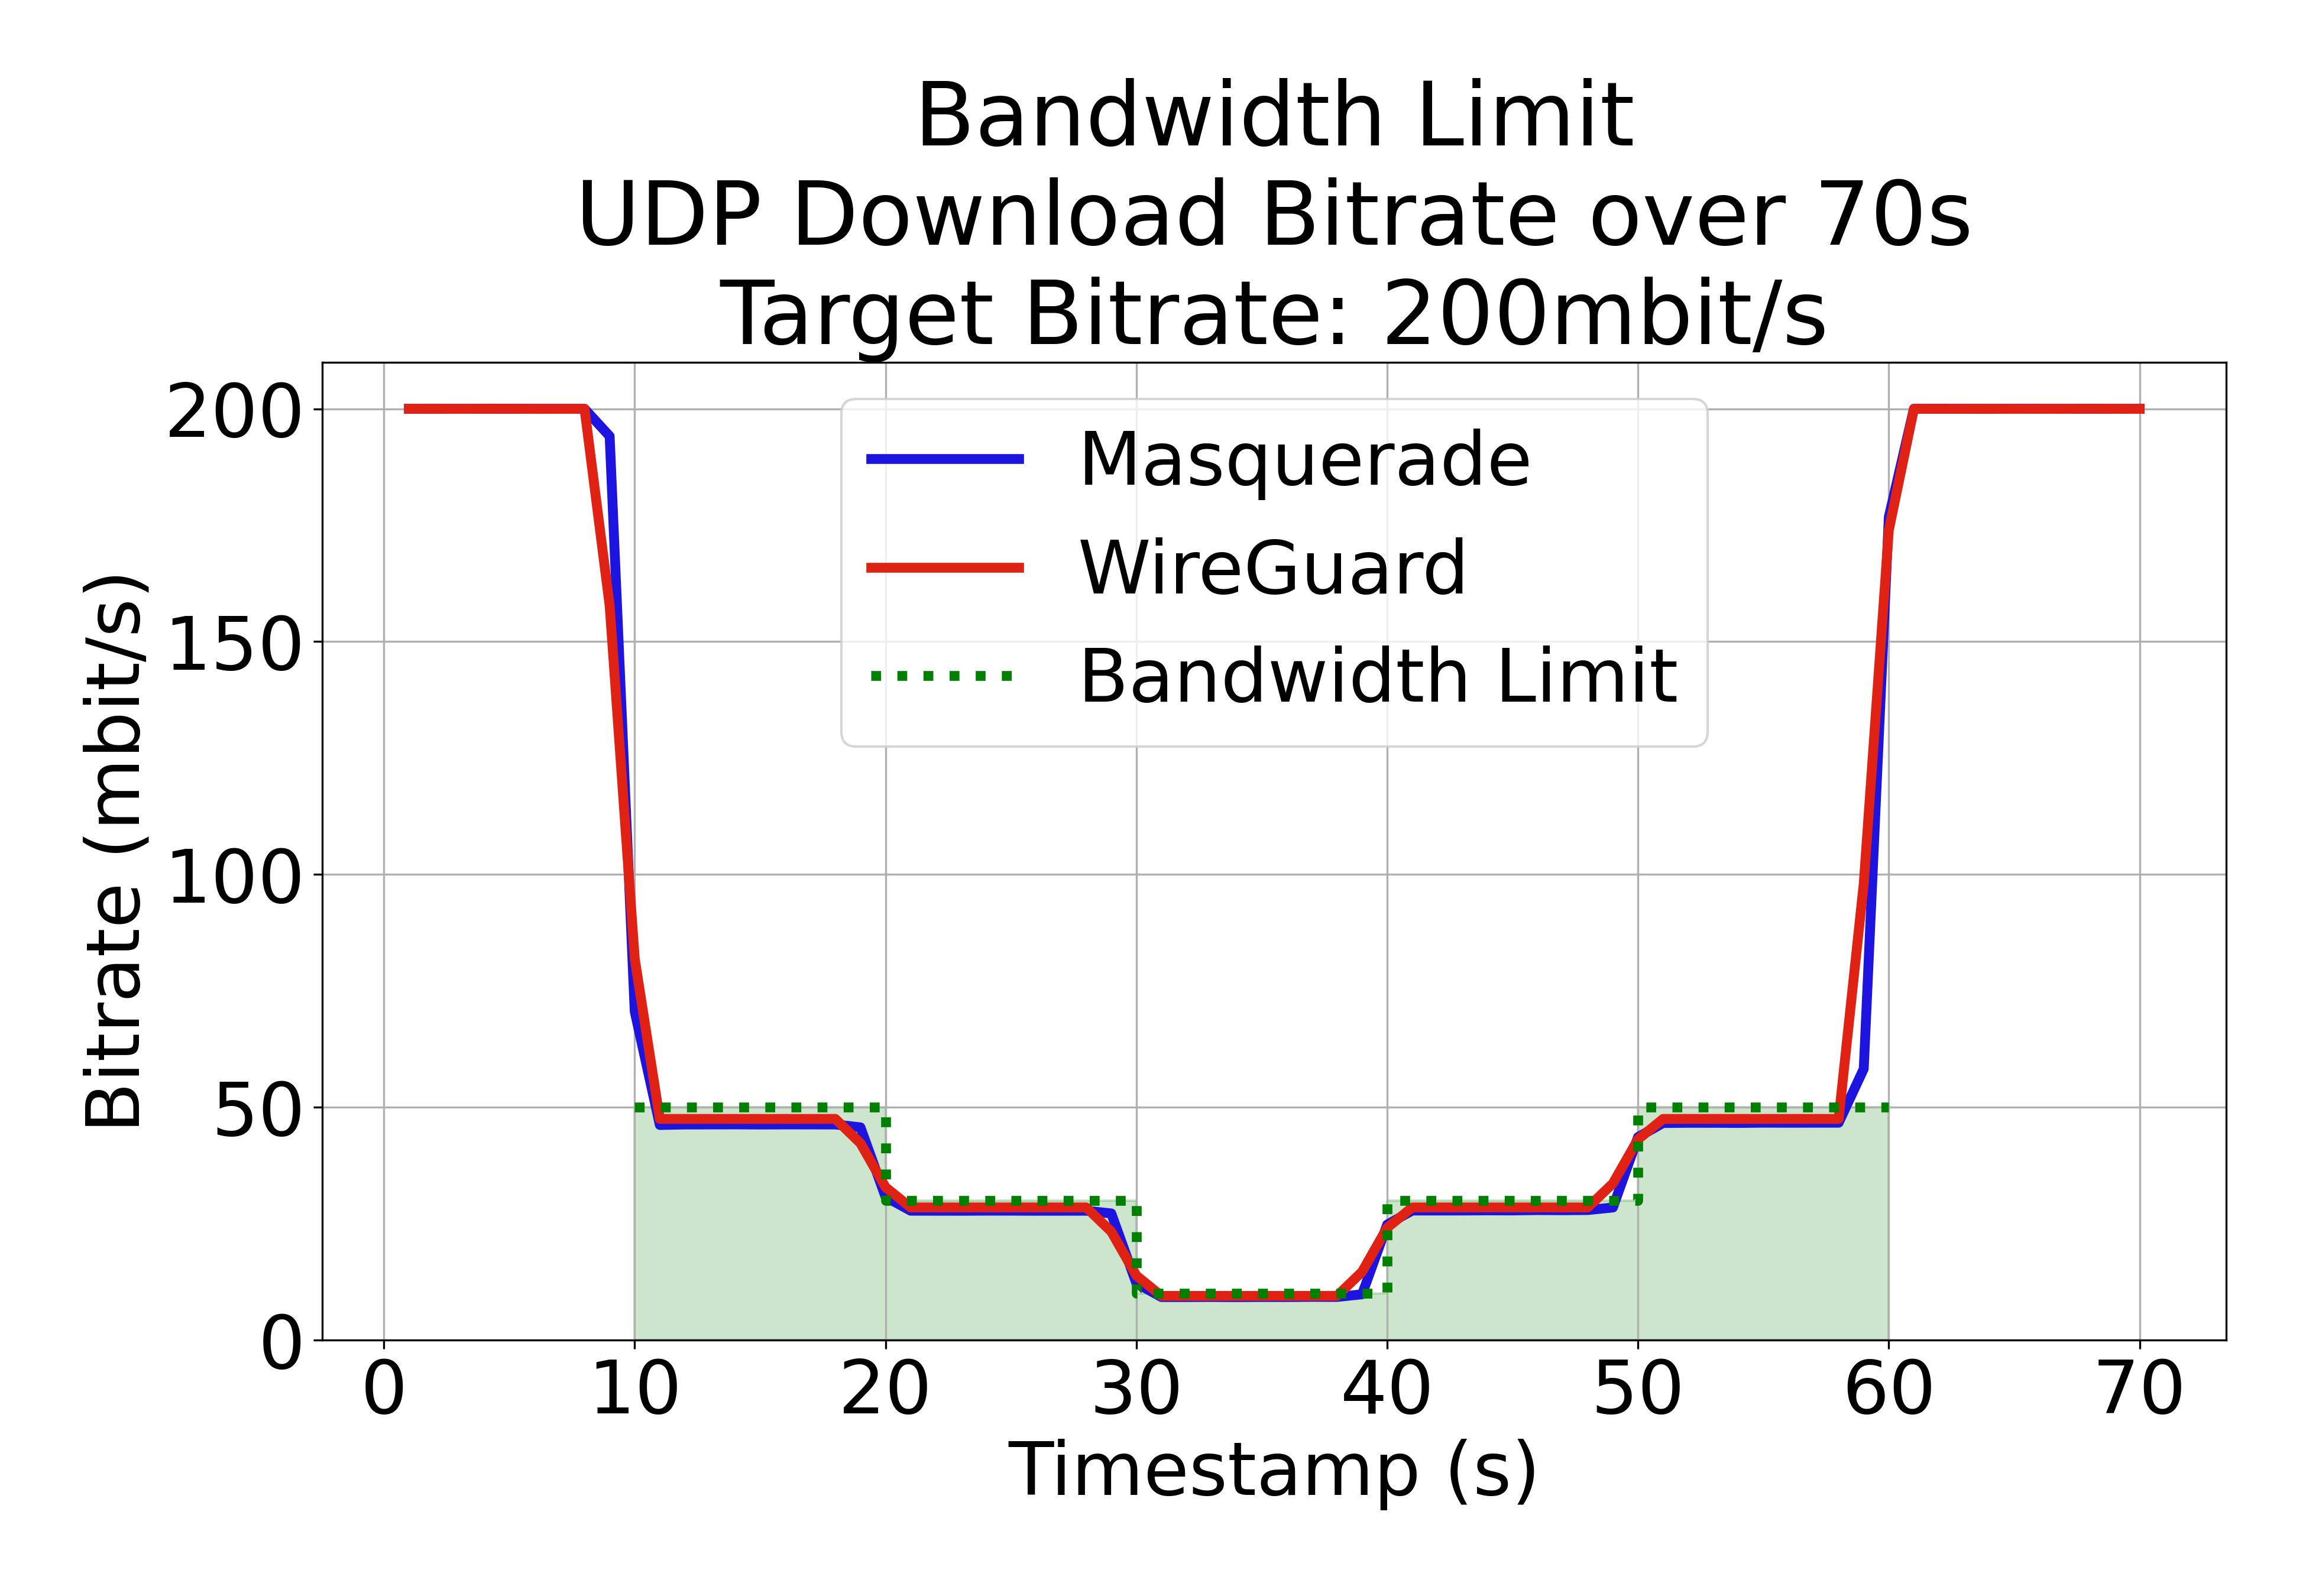 Bandwidth Limit
UDP Download Bitrate over 70s
Target Bitrate: 200mbit/s
Masquerade
WireGuard
Bandwidth Limit
Bitrate (mbit/s)
200
150
100
50
0
0 10 20 30 40 50 60 70
Timestamp (s)